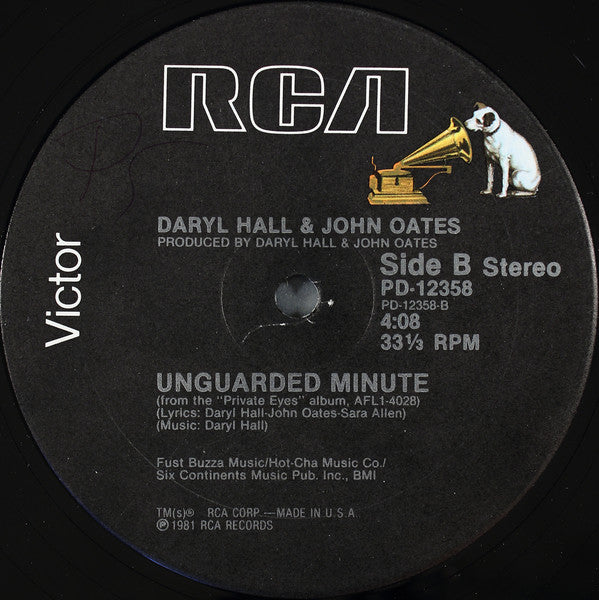 RCA
Victor
DARYL HALL & JOHN OATES
PRODUCED BY DARYL HALL & JOHN OATES
Side B Stereo
PD-12358
PD-12358-B
4:08
33⅓ RPM
UNGUARDED MINUTE
(from the "Private Eyes" album, AFL1-4028)
(Lyrics: Daryl Hall-John Oates-Sara Allen)
(Music: Daryl Hall)
Fust Buzza Music/Hot-Cha Music Co./
Six Continents Music Pub. Inc., BMI
TM(s)® RCA CORP.—MADE IN U.S.A.
℗ 1981 RCA RECORDS